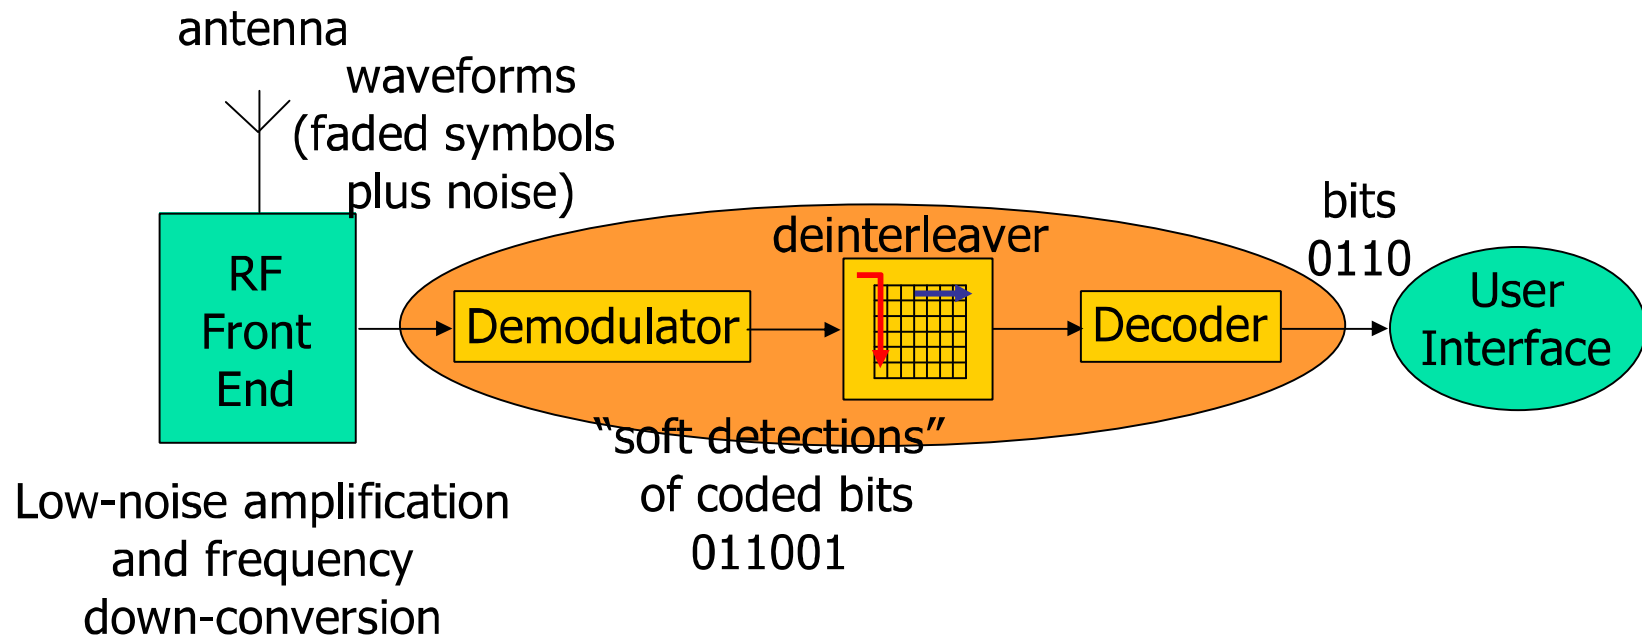 antenna
waveforms
(faded symbols
plus noise)
RF
Front
End
Low-noise amplification
and frequency
down-conversion
Demodulator
deinterleaver
“soft detections”
of coded bits
011001
Decoder
bits
0110
User
Interface